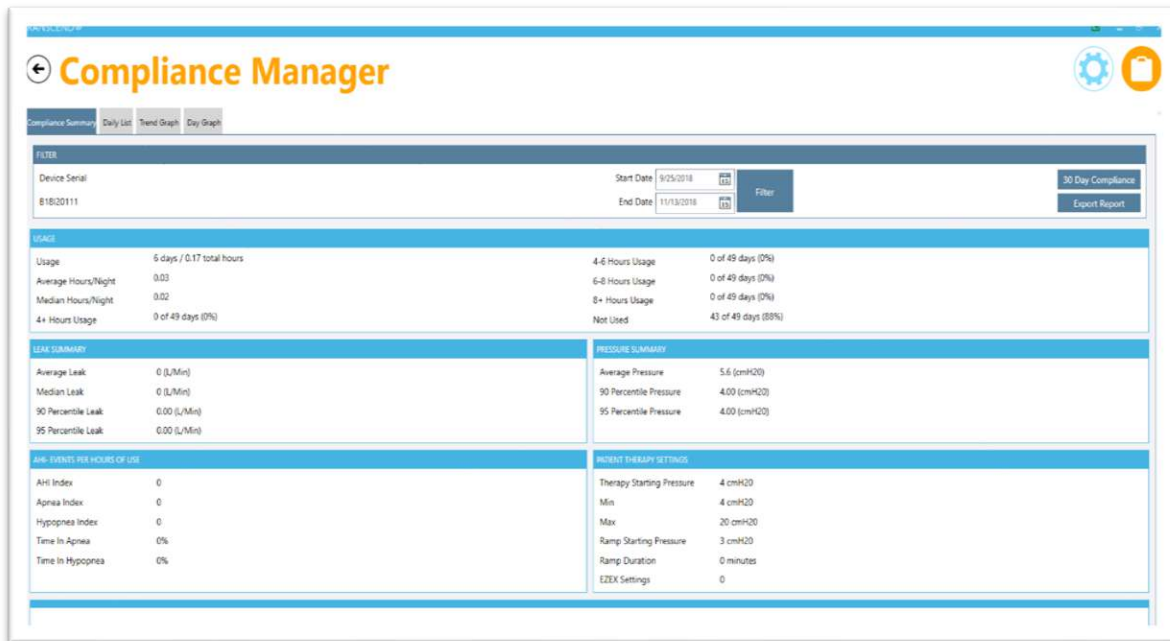 Compliance Manager
Compliance Summary Daily List Trend Graph Day Graph
FILTER
Device Serial Start Date 9/25/2018 Filter 30 Day Compliance
818i20111 End Date 11/13/2018 Export Report
USAGE
Usage 6 days / 0.17 total hours 4-6 Hours Usage 0 of 49 days (0%)
Average Hours/Night 0.03 6-8 Hours Usage 0 of 49 days (0%)
Median Hours/Night 0.02 8+ Hours Usage 0 of 49 days (0%)
4+ Hours Usage 0 of 49 days (0%) Not Used 43 of 49 days (88%)
LEAK SUMMARY
Average Leak 0 (L/Min)
Median Leak 0 (L/Min)
90 Percentile Leak 0.00 (L/Min)
95 Percentile Leak 0.00 (L/Min)
PRESSURE SUMMARY
Average Pressure 5.6 (cmH20)
90 Percentile Pressure 4.00 (cmH20)
95 Percentile Pressure 4.00 (cmH20)
AHI- EVENTS PER HOURS OF USE
AHI Index 0
Apnea Index 0
Hypopnea Index 0
Time In Apnea 0%
Time In Hypopnea 0%
PATIENT THERAPY SETTINGS
Therapy Starting Pressure 4 cmH20
Min 4 cmH20
Max 20 cmH20
Ramp Starting Pressure 3 cmH20
Ramp Duration 0 minutes
EZEX Settings 0